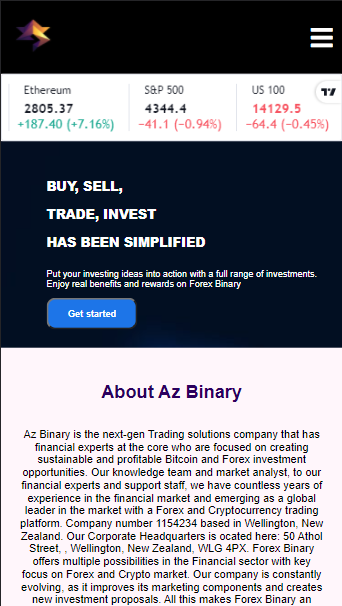 Ethereum S&P 500 US 100
2805.37 4344.4 14129.5
+187.40 (+7.16%) −41.1 (−0.94%) −64.4 (−0.45%)
BUY, SELL,
TRADE, INVEST
HAS BEEN SIMPLIFIED
Put your investing ideas into action with a full range of investments.
Enjoy real benefits and rewards on Forex Binary
Get started
About Az Binary
Az Binary is the next-gen Trading solutions company that has
financial experts at the core who are focused on creating
sustainable and profitable Bitcoin and Forex investment
opportunities. Our knowledge team and market analyst, to our
financial experts and support staff, we have countless years of
experience in the financial market and emerging as a global
leader in the market with a Forex and Cryptocurrency trading
platform. Company number 1154234 based in Wellington, New
Zealand. Our Corporate Headquarters is ocated here: 50 Athol
Street, , Wellington, New Zealand, WLG 4PX. Forex Binary
offers multiple possibilities in the Financial sector with key
focus on Forex and Crypto market. Our company is constantly
evolving, as it improves its marketing components and creates
new investment proposals. All this makes Forex Binary an